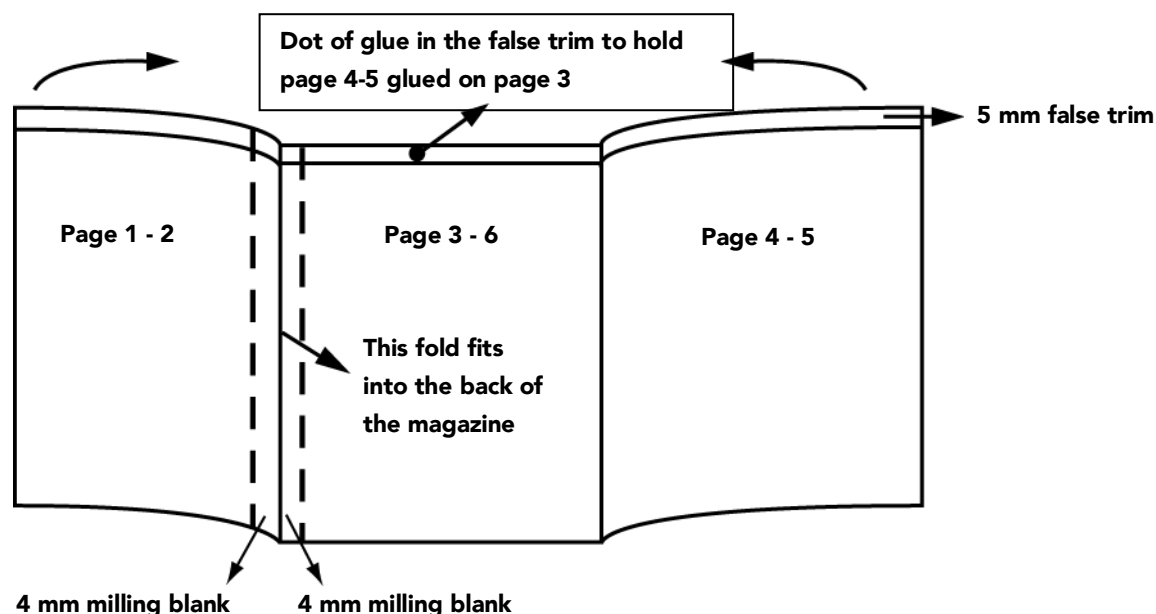 Dot of glue in the false trim to hold
page 4-5 glued on page 3
5 mm false trim
Page 1 - 2
Page 3 - 6
Page 4 - 5
This fold fits
into the back of
the magazine
4 mm milling blank
4 mm milling blank